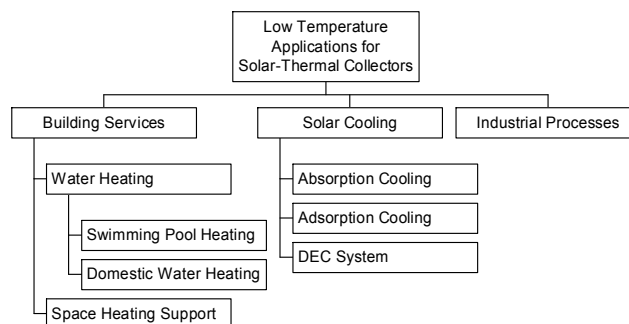 Low Temperature
Applications for
Solar-Thermal Collectors
Building Services
Solar Cooling
Industrial Processes
Water Heating
Absorption Cooling
Swimming Pool Heating
Adsorption Cooling
Domestic Water Heating
DEC System
Space Heating Support